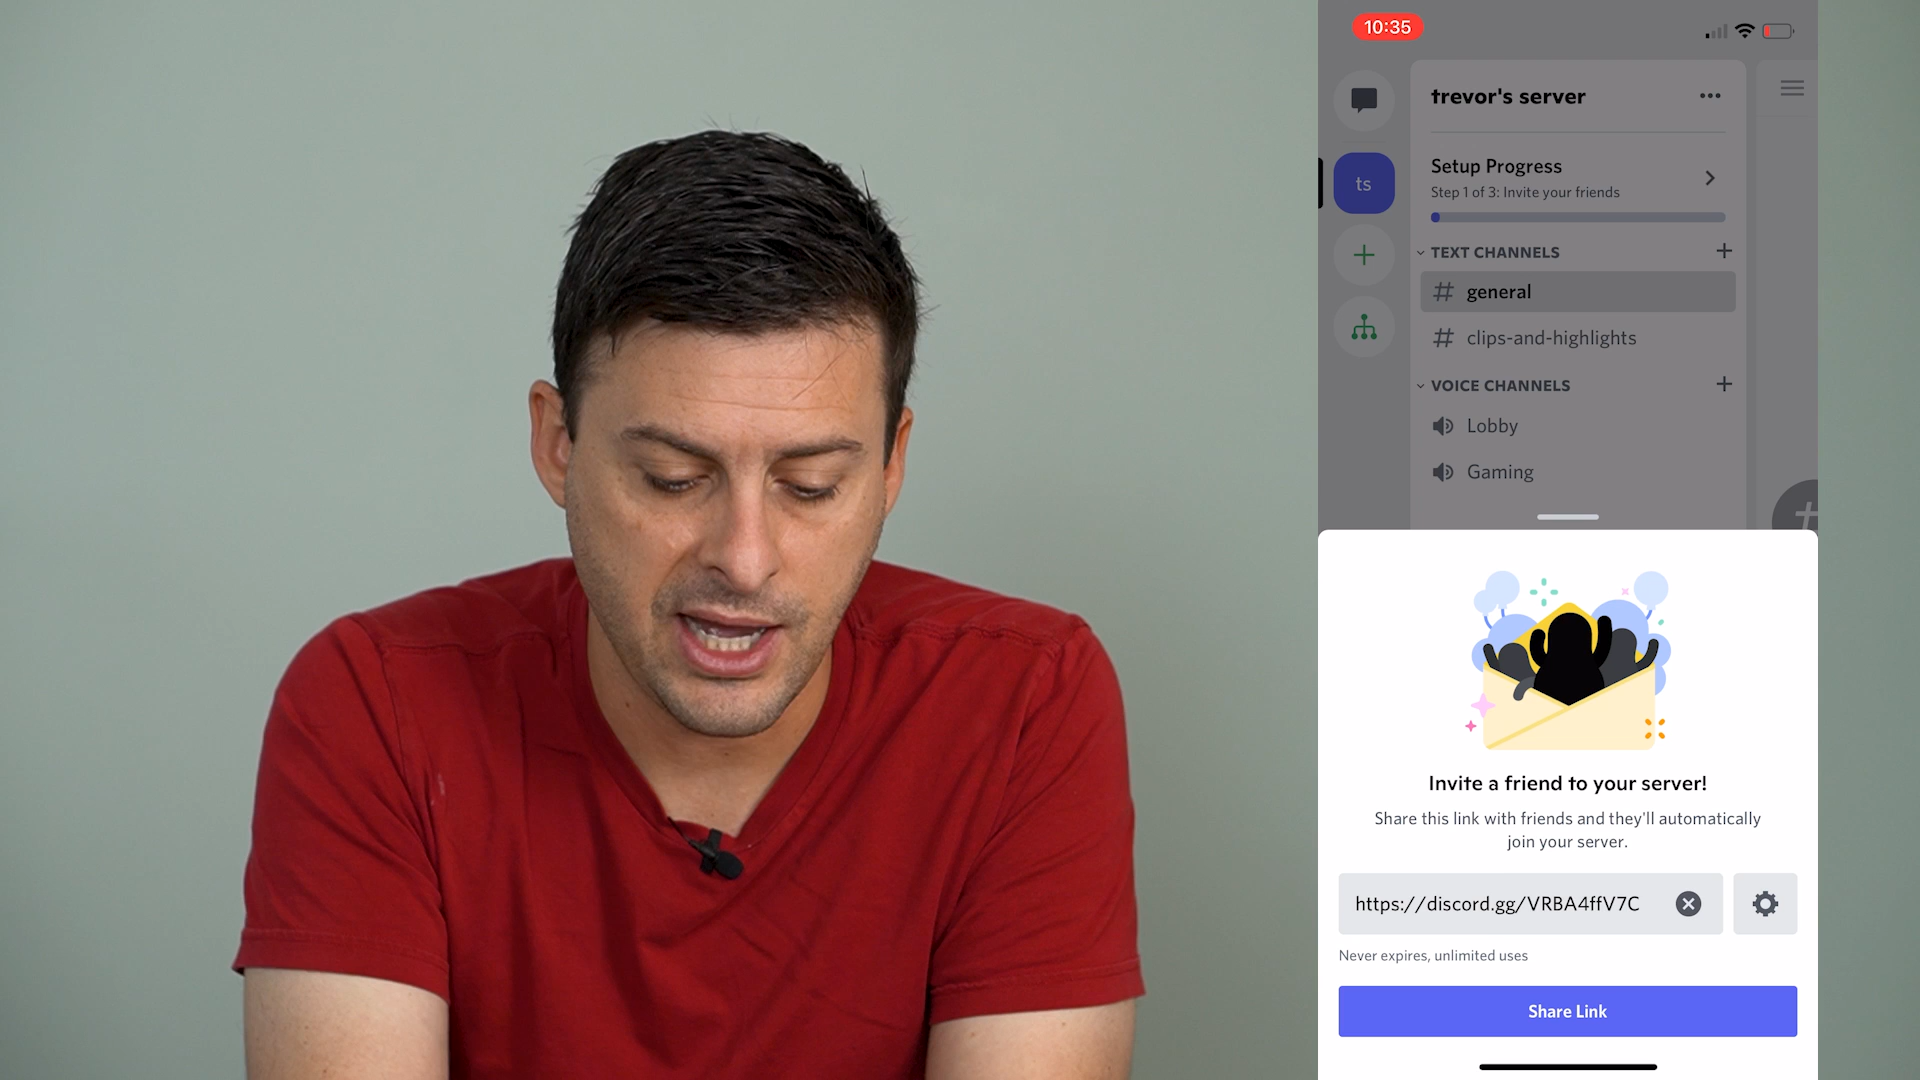 10:35
trevor's server
ts
Setup Progress
Step 1 of 3: Invite your friends
TEXT CHANNELS
# general
# clips-and-highlights
VOICE CHANNELS
Lobby
Gaming
#
Invite a friend to your server!
Share this link with friends and they'll automatically
join your server.
https://discord.gg/VRBA4ffV7C
Never expires, unlimited uses
Share Link